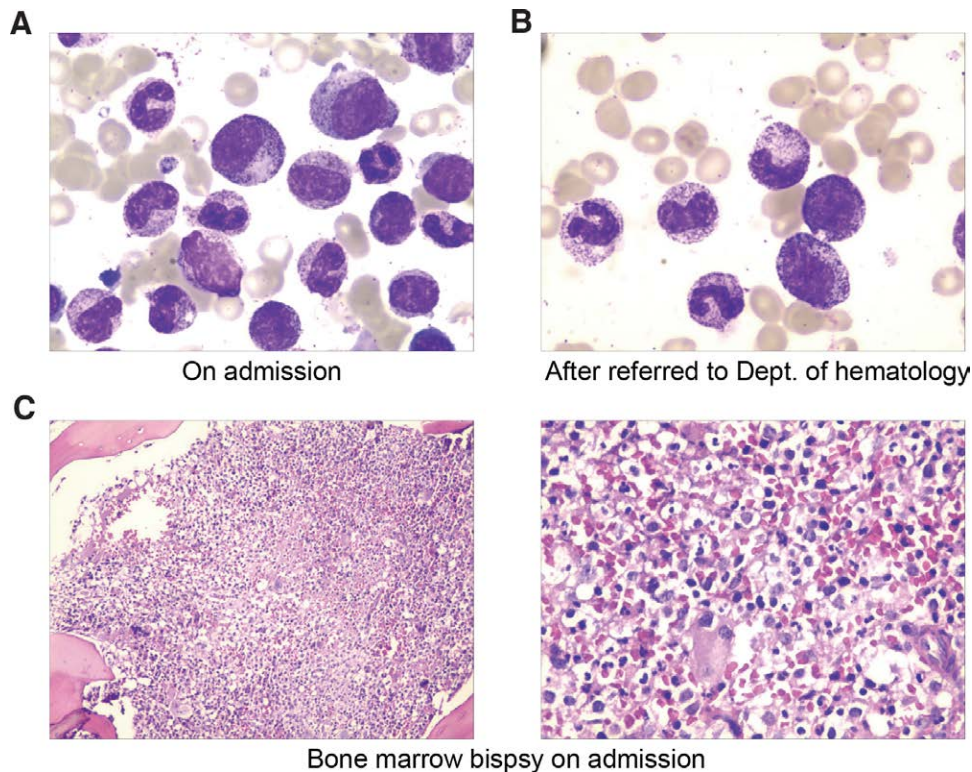 A
B
On admission
After referred to Dept. of hematology
C
Bone marrow bispsy on admission